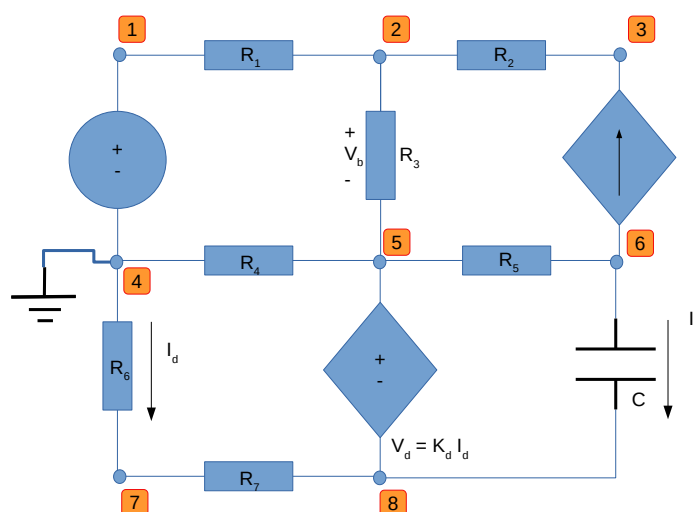 1
2
3
R1
R2
+
-
+
Vb
-
R3
5
6
4
R4
R5
I
R6
Id
+
-
C
Vd = Kd Id
R7
7
8